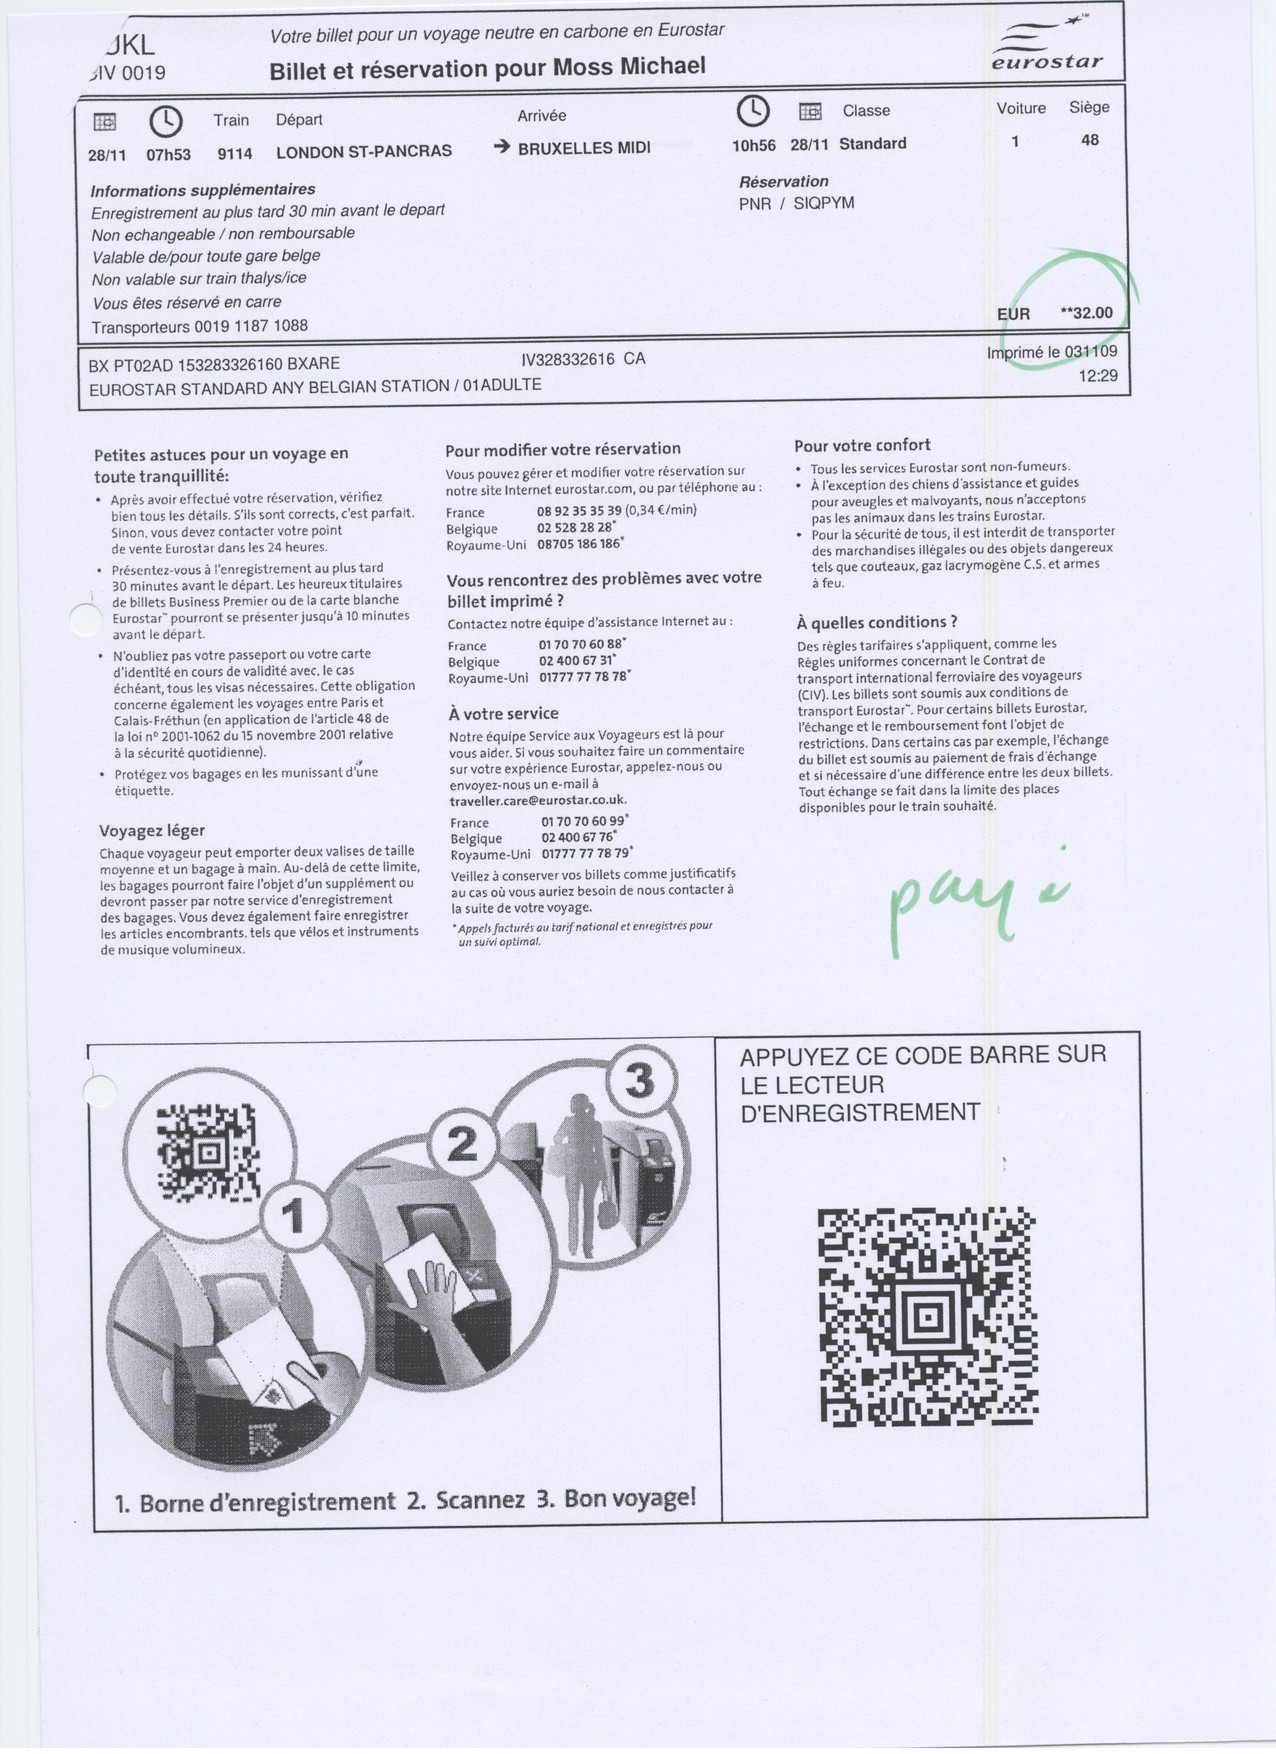 JKL
CIV 0019
Votre billet pour un voyage neutre en carbone en Eurostar
Billet et réservation pour Moss Michael
eurostar™
Train Départ Arrivée Classe Voiture Siège
28/11 07h53 9114 LONDON ST-PANCRAS → BRUXELLES MIDI 10h56 28/11 Standard 1 48
Informations supplémentaires
Enregistrement au plus tard 30 min avant le depart
Non echangeable / non remboursable
Valable de/pour toute gare belge
Non valable sur train thalys/ice
Vous êtes réservé en carre
Transporteurs 0019 1187 1088
Réservation
PNR / SIQPYM
EUR **32.00
BX PT02AD 153283326160 BXARE IV328332616 CA Imprimé le 031109
EUROSTAR STANDARD ANY BELGIAN STATION / 01ADULTE 12:29
Petites astuces pour un voyage en
toute tranquillité:
• Après avoir effectué votre réservation, vérifiez
bien tous les détails. S'ils sont corrects, c'est parfait.
Sinon, vous devez contacter votre point
de vente Eurostar dans les 24 heures.
• Présentez-vous à l'enregistrement au plus tard
30 minutes avant le départ. Les heureux titulaires
de billets Business Premier ou de la carte blanche
Eurostar™ pourront se présenter jusqu'à 10 minutes
avant le départ.
• N'oubliez pas votre passeport ou votre carte
d'identité en cours de validité avec, le cas
échéant, tous les visas nécessaires. Cette obligation
concerne également les voyages entre Paris et
Calais-Fréthun (en application de l'article 48 de
la loi nº 2001-1062 du 15 novembre 2001 relative
à la sécurité quotidienne).
• Protégez vos bagages en les munissant d'une
étiquette.
Voyagez léger
Chaque voyageur peut emporter deux valises de taille
moyenne et un bagage à main. Au-delà de cette limite,
les bagages pourront faire l'objet d'un supplément ou
devront passer par notre service d'enregistrement
des bagages. Vous devez également faire enregistrer
les articles encombrants, tels que vélos et instruments
de musique volumineux.
Pour modifier votre réservation
Vous pouvez gérer et modifier votre réservation sur
notre site Internet eurostar.com, ou par téléphone au :
France 08 92 35 35 39 (0,34 €/min)
Belgique 02 528 28 28*
Royaume-Uni 08705 186 186*
Vous rencontrez des problèmes avec votre
billet imprimé ?
Contactez notre équipe d'assistance Internet au :
France 01 70 70 60 88*
Belgique 02 400 67 31*
Royaume-Uni 01777 77 78 78*
À votre service
Notre équipe Service aux Voyageurs est là pour
vous aider. Si vous souhaitez faire un commentaire
sur votre expérience Eurostar, appelez-nous ou
envoyez-nous un e-mail à
traveller.care@eurostar.co.uk.
France 01 70 70 60 99*
Belgique 02 400 67 76*
Royaume-Uni 01777 77 78 79*
Veillez à conserver vos billets comme justificatifs
au cas où vous auriez besoin de nous contacter à
la suite de votre voyage.
*Appels facturés au tarif national et enregistrés pour
un suivi optimal.
Pour votre confort
• Tous les services Eurostar sont non-fumeurs.
• À l'exception des chiens d'assistance et guides
pour aveugles et malvoyants, nous n'acceptons
pas les animaux dans les trains Eurostar.
• Pour la sécurité de tous, il est interdit de transporter
des marchandises illégales ou des objets dangereux
tels que couteaux, gaz lacrymogène C.S. et armes
à feu.
À quelles conditions ?
Des règles tarifaires s'appliquent, comme les
Règles uniformes concernant le Contrat de
transport international ferroviaire des voyageurs
(CIV). Les billets sont soumis aux conditions de
transport Eurostar™. Pour certains billets Eurostar,
l'échange et le remboursement font l'objet de
restrictions. Dans certains cas par exemple, l'échange
du billet est soumis au paiement de frais d'échange
et si nécessaire d'une différence entre les deux billets.
Tout échange se fait dans la limite des places
disponibles pour le train souhaité.
1
2
3
1. Borne d'enregistrement 2. Scannez 3. Bon voyage!
APPUYEZ CE CODE BARRE SUR
LE LECTEUR
D'ENREGISTREMENT